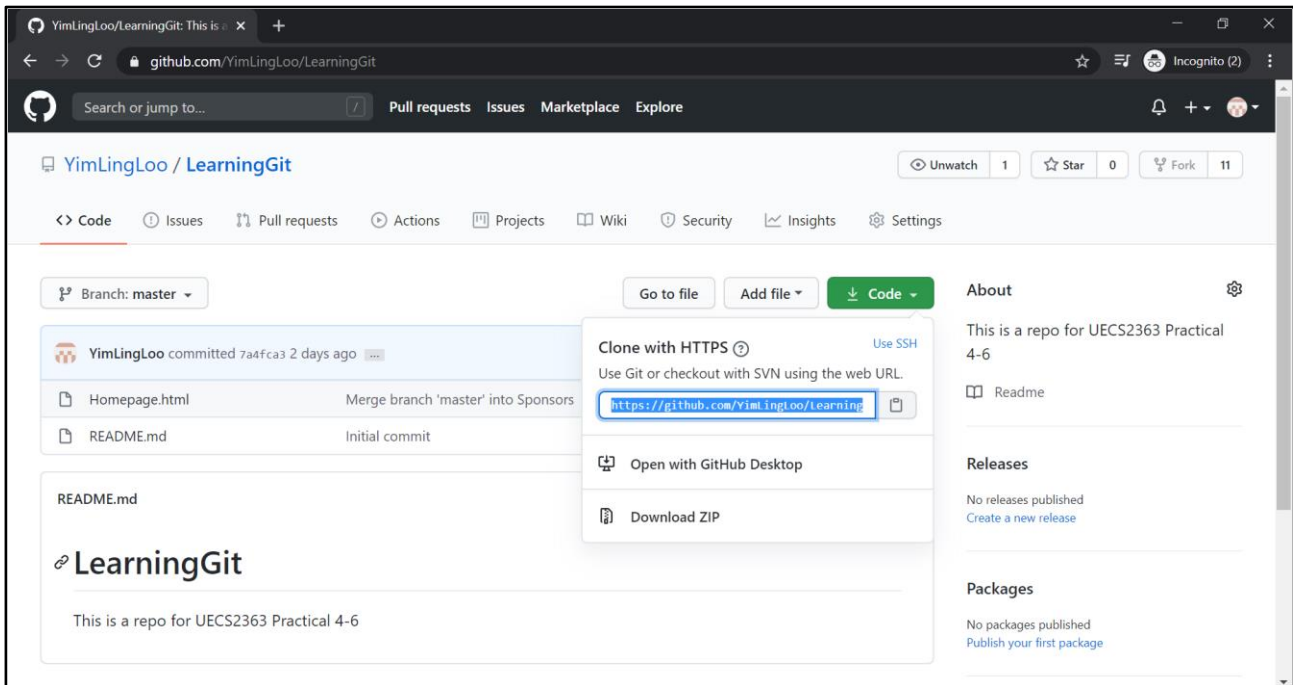 YimLingLoo/LearningGit: This is a
github.com/YimLingLoo/LearningGit
Incognito (2)
Search or jump to...
/
Pull requests Issues Marketplace Explore
YimLingLoo / LearningGit
Unwatch 1 Star 0 Fork 11
<> Code Issues Pull requests Actions Projects Wiki Security Insights Settings
Branch: master
Go to file Add file Code
YimLingLoo committed 7a4fca3 2 days ago ...
Homepage.html Merge branch 'master' into Sponsors
README.md Initial commit
Clone with HTTPS ? Use SSH
Use Git or checkout with SVN using the web URL.
https://github.com/YimLingLoo/Learning
Open with GitHub Desktop
Download ZIP
README.md
LearningGit
This is a repo for UECS2363 Practical 4-6
About
This is a repo for UECS2363 Practical
4-6
Readme
Releases
No releases published
Create a new release
Packages
No packages published
Publish your first package